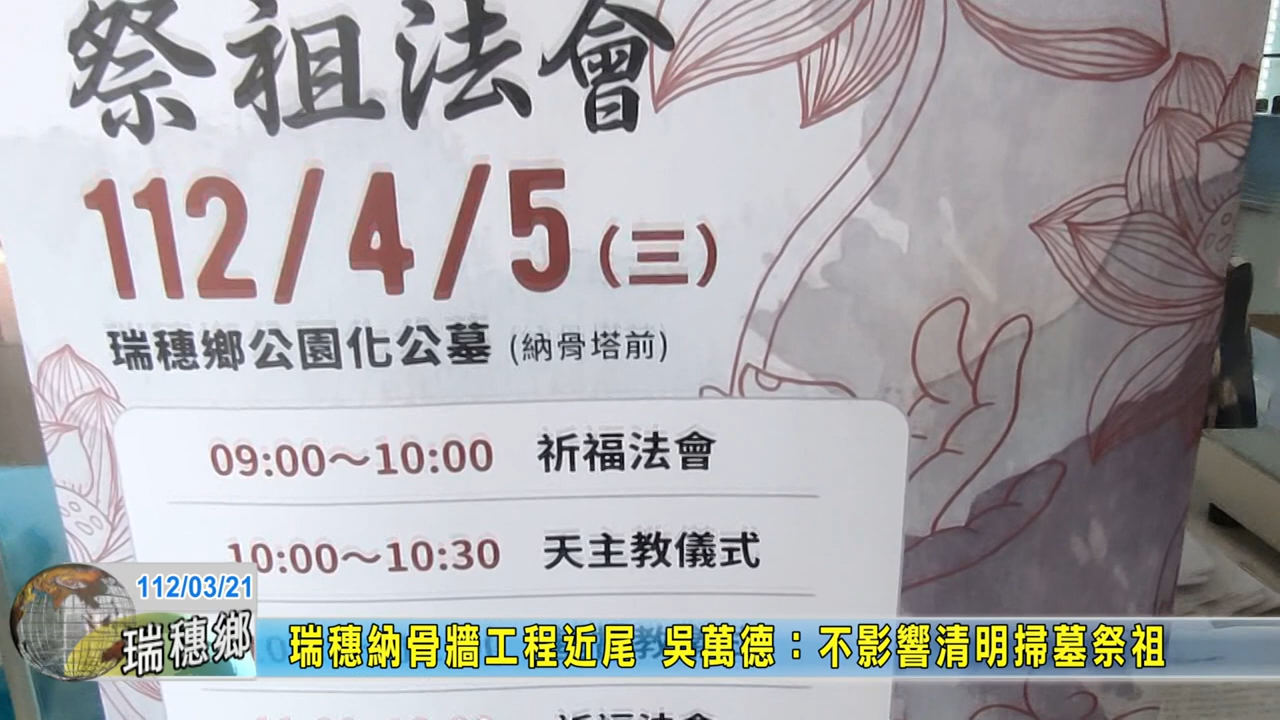 祭祖法會
112/4/5(三)
瑞穗鄉公園化公墓 (納骨塔前)
09:00～10:00 祈福法會
10:00～10:30 天主教儀式
112/03/21
瑞穗鄉
瑞穗納骨牆工程近尾 吳萬德：不影響清明掃墓祭祖